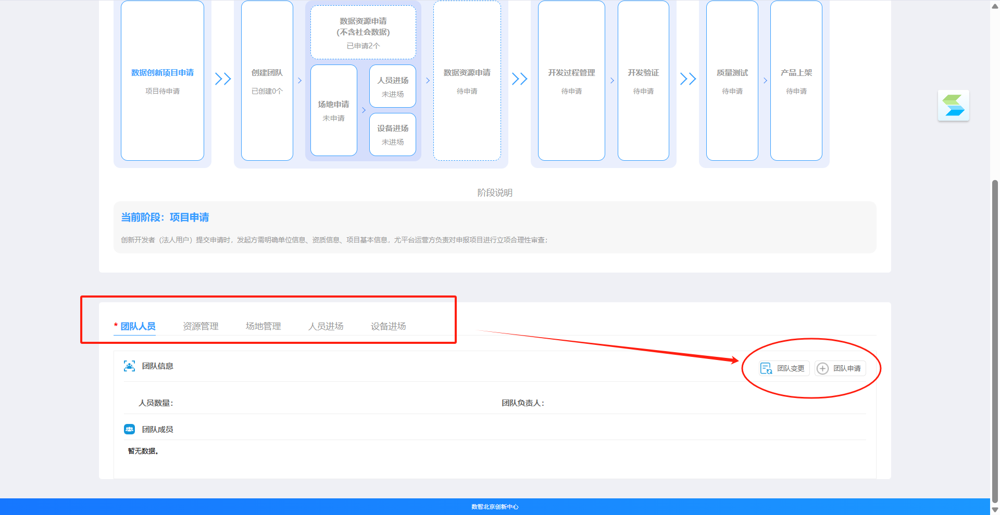 数据创新项目申请
项目待申请
创建团队
已创建0个
数据资源申请
(不含社会数据)
已申请2个
场地申请
未申请
人员进场
未进场
设备进场
未进场
数据资源申请
待申请
开发过程管理
待申请
开发验证
待申请
质量测试
待申请
产品上架
待申请
阶段说明
当前阶段：项目申请
创新开发者（法人用户）提交申请时，发起方需明确单位信息、资质信息、项目基本信息，尤平台运营方负责对申报项目进行立项合理性审查；
* 团队人员 资源管理 场地管理 人员进场 设备进场
团队信息
团队变更 团队申请
人员数量： 团队负责人：
团队成员
暂无数据。
数智北京创新中心